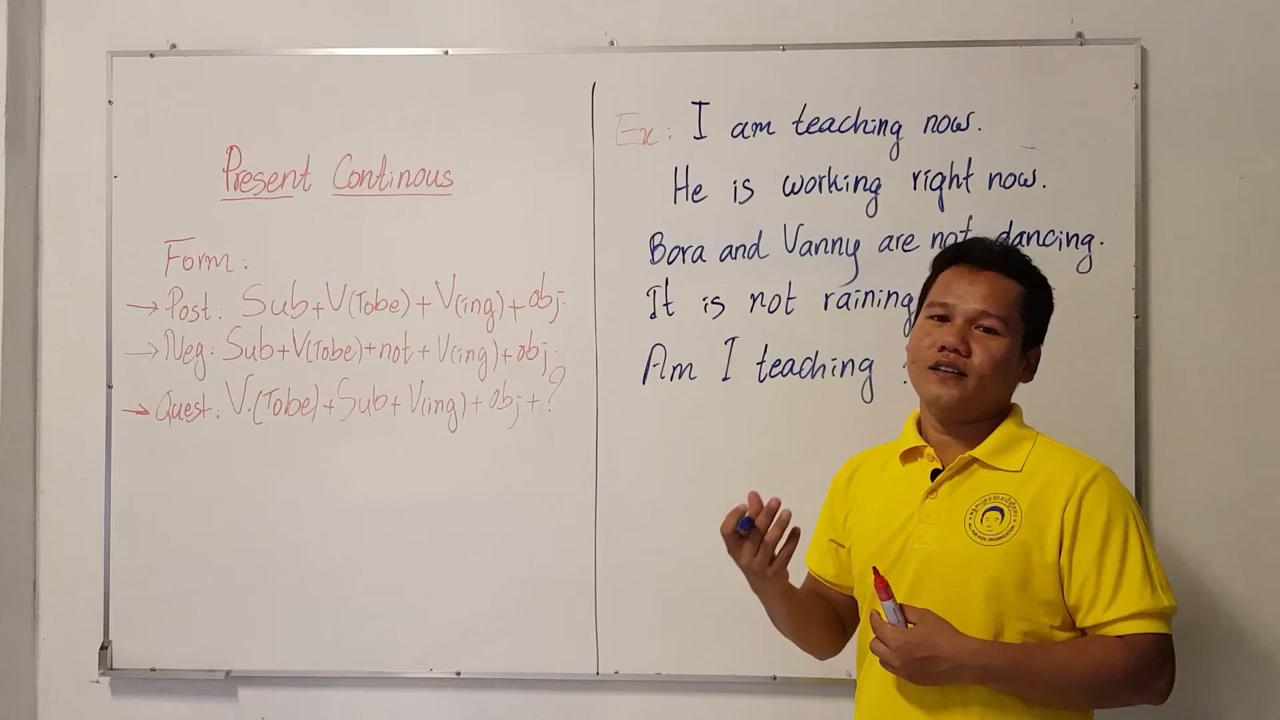 Present Continous
Form:
→ Post: Sub+V(Tobe)+V(ing)+obj.
→ Neg: Sub+V(Tobe)+not+V(ing)+obj.
→ Quest: V.(Tobe)+Sub+V(ing)+obj+?
Ex: I am teaching now.
He is working right now.
Bora and Vanny are not dancing.
It is not raining
Am I teaching